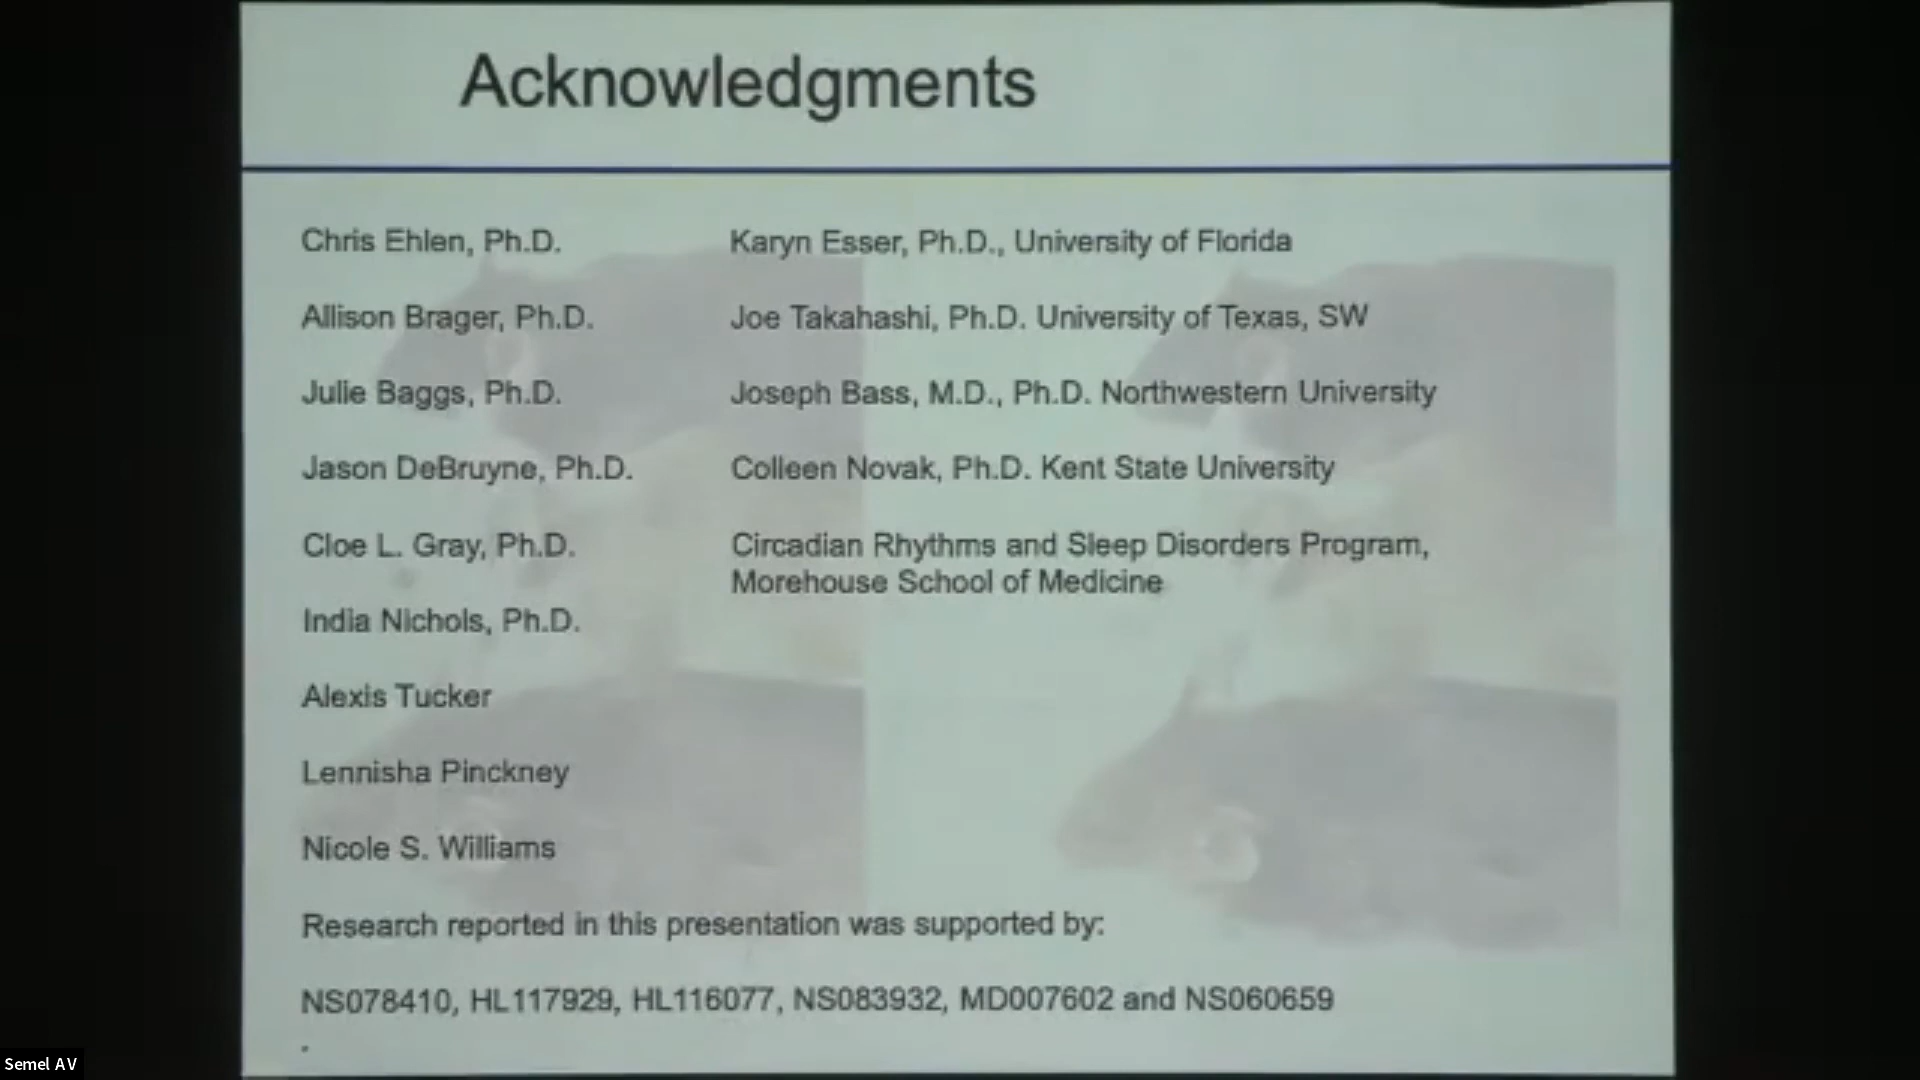 Acknowledgments
Chris Ehlen, Ph.D.
Allison Brager, Ph.D.
Julie Baggs, Ph.D.
Jason DeBruyne, Ph.D.
Cloe L. Gray, Ph.D.
India Nichols, Ph.D.
Alexis Tucker
Lennisha Pinckney
Nicole S. Williams
Karyn Esser, Ph.D., University of Florida
Joe Takahashi, Ph.D. University of Texas, SW
Joseph Bass, M.D., Ph.D. Northwestern University
Colleen Novak, Ph.D. Kent State University
Circadian Rhythms and Sleep Disorders Program,
Morehouse School of Medicine
Research reported in this presentation was supported by:
NS078410, HL117929, HL116077, NS083932, MD007602 and NS060659
.
Semel AV